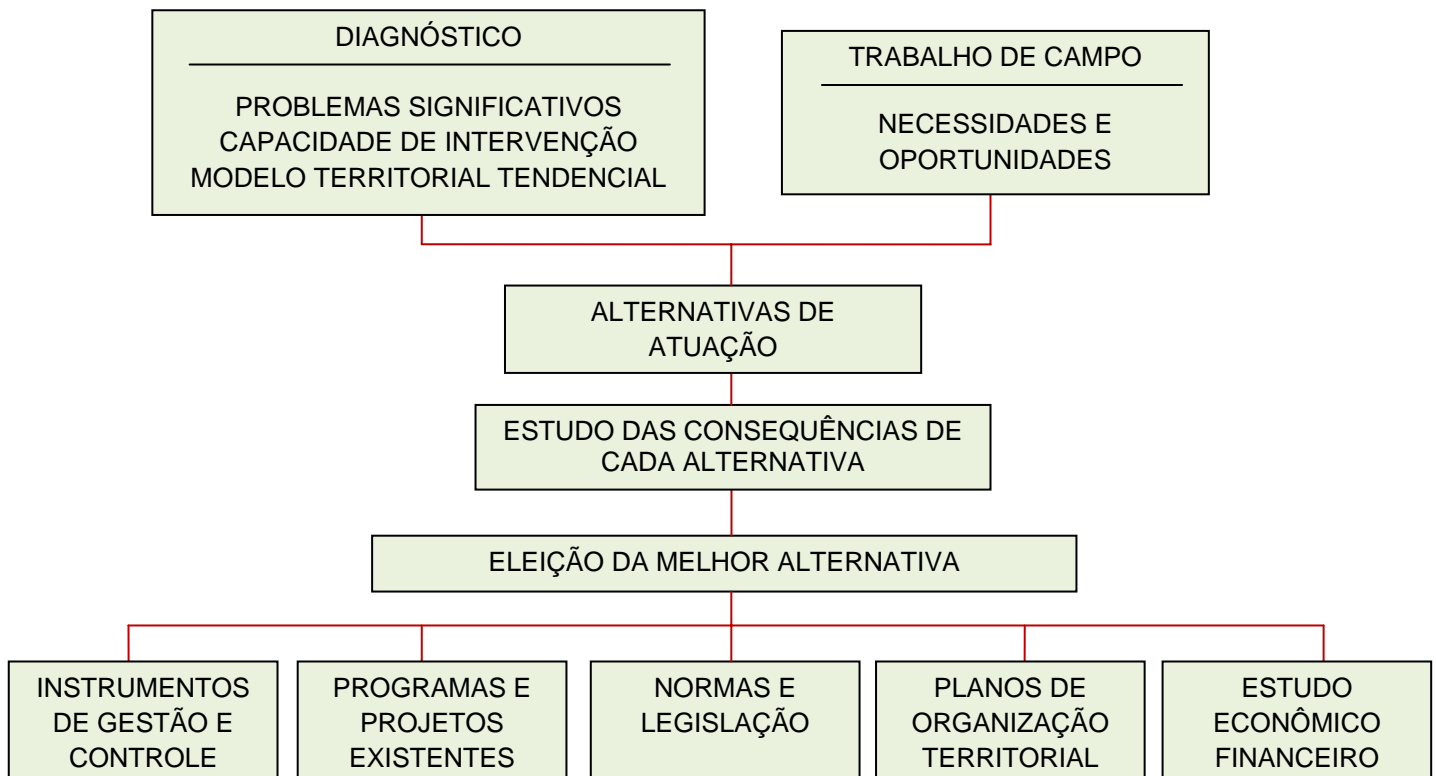 DIAGNÓSTICO
PROBLEMAS SIGNIFICATIVOS
CAPACIDADE DE INTERVENÇÃO
MODELO TERRITORIAL TENDENCIAL
TRABALHO DE CAMPO
NECESSIDADES E
OPORTUNIDADES
ALTERNATIVAS DE
ATUAÇÃO
ESTUDO DAS CONSEQUÊNCIAS DE
CADA ALTERNATIVA
ELEIÇÃO DA MELHOR ALTERNATIVA
INSTRUMENTOS
DE GESTÃO E
CONTROLE
PROGRAMAS E
PROJETOS
EXISTENTES
NORMAS E
LEGISLAÇÃO
PLANOS DE
ORGANIZAÇÃO
TERRITORIAL
ESTUDO
ECONÔMICO
FINANCEIRO